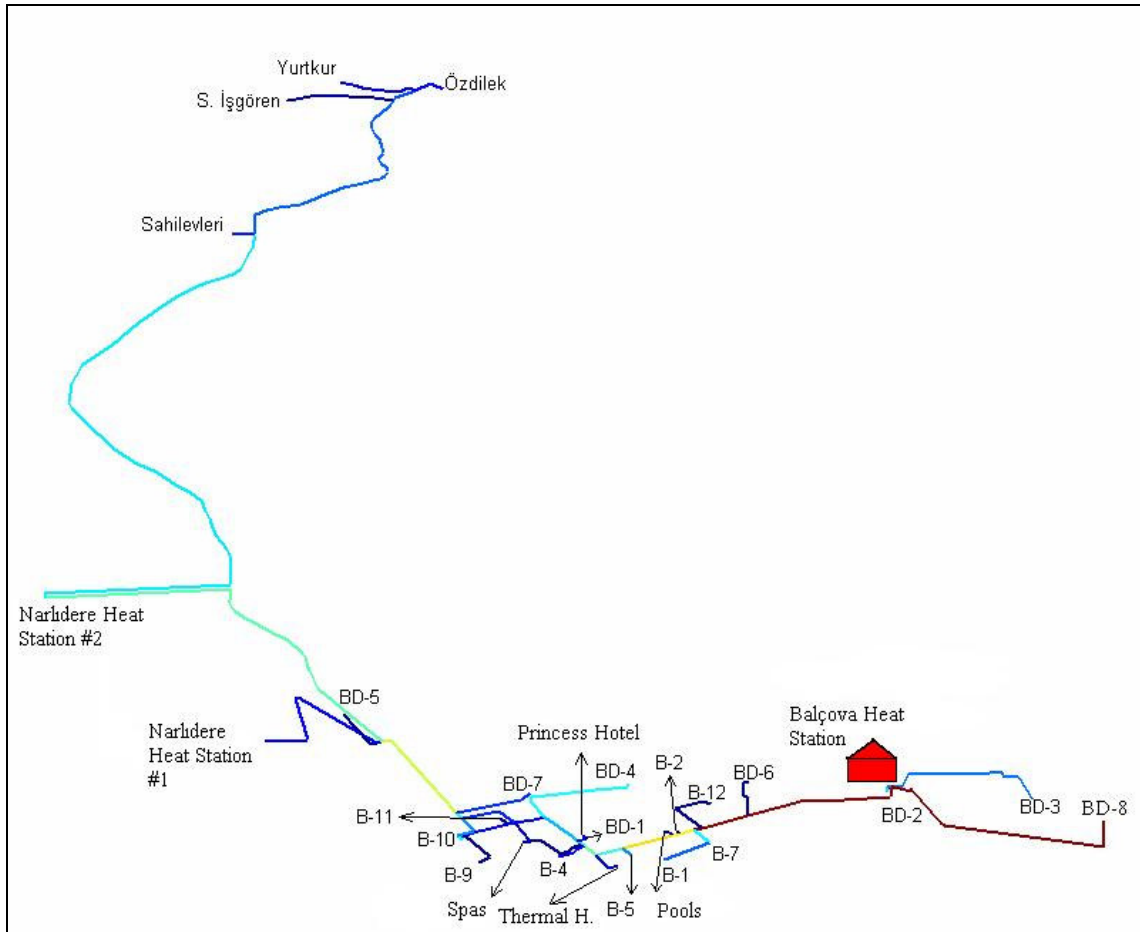 Yurtkur
Özdilek
S. İşgören
Sahilevleri
Narlıdere Heat
Station #2
BD-5
Narlıdere
Heat Station
#1
Princess Hotel
Balçova Heat
Station
B-2
BD-6
BD-7
BD-4
B-12
B-11
BD-2
BD-3
BD-8
B-10
BD-1
B-7
B-9
B-4
B-1
Spas
Thermal H.
B-5
Pools